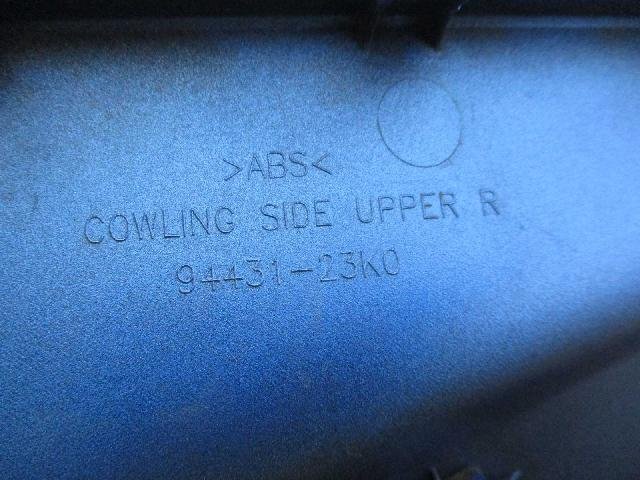 >ABS<
COWLING SIDE UPPER R
94431-23K0